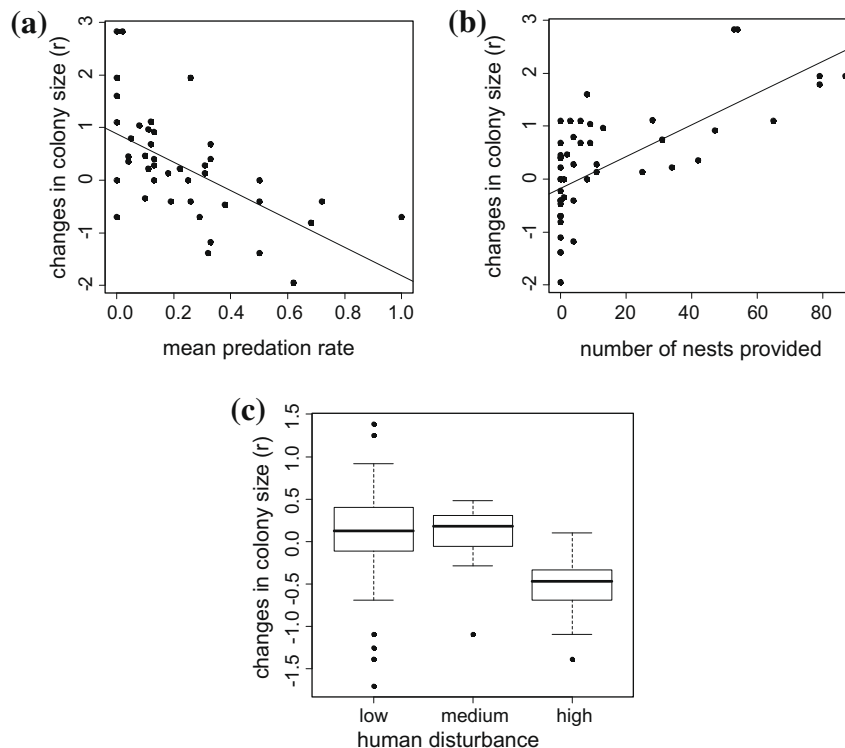 (a)
changes in colony size (r)
3
2
1
0
-1
-2
0.0 0.2 0.4 0.6 0.8 1.0
mean predation rate
(b)
changes in colony size (r)
3
2
1
0
-1
-2
0 20 40 60 80
number of nests provided
(c)
changes in colony size (r)
1.5
1.0
0.5
0.0
-0.5
-1.0
-1.5
low medium high
human disturbance